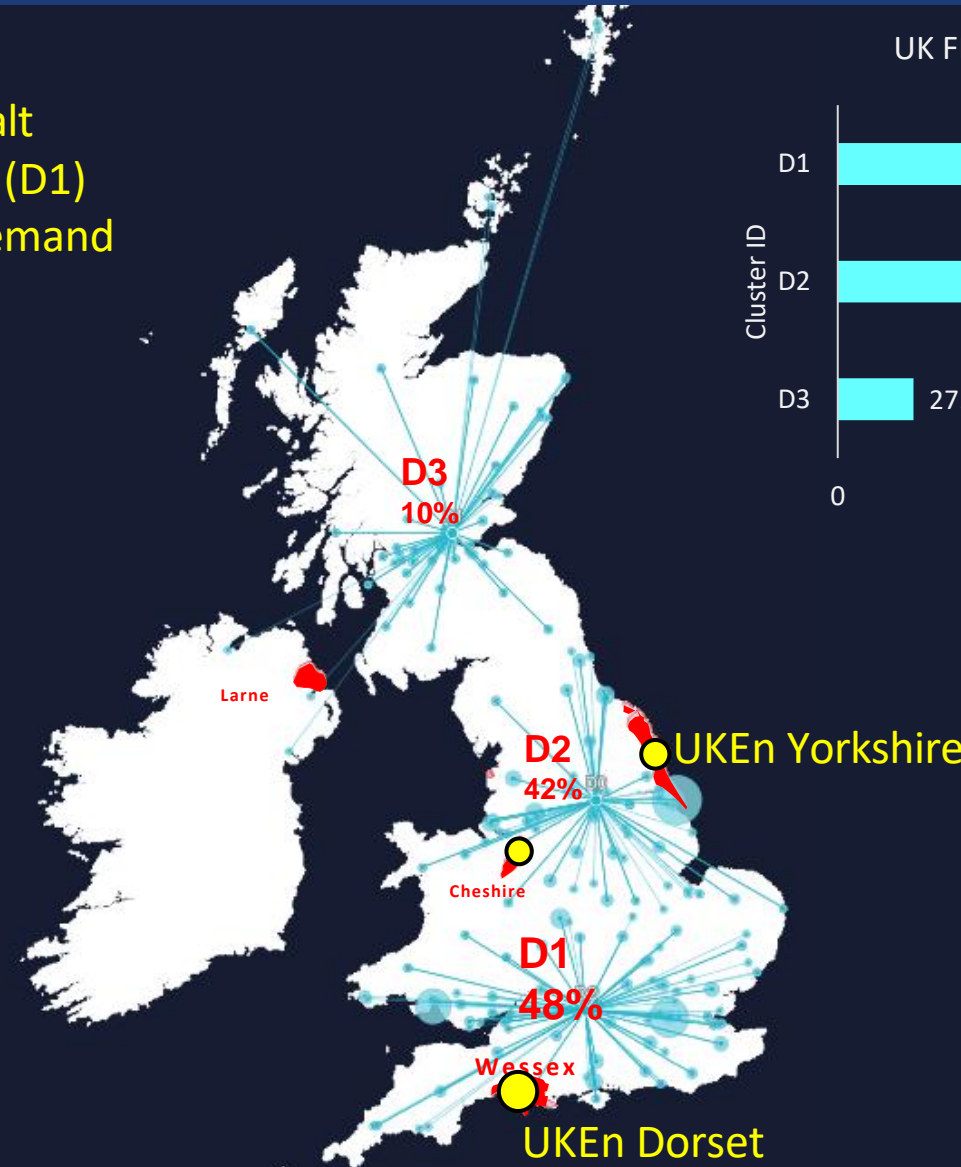 alt
(D1)
emand
UK F
Cluster ID
D1
D2
D3
27
0
D3
10%
Larne
D2
42%
UKEn Yorkshire
Cheshire
D1
48%
Wessex
UKEn Dorset